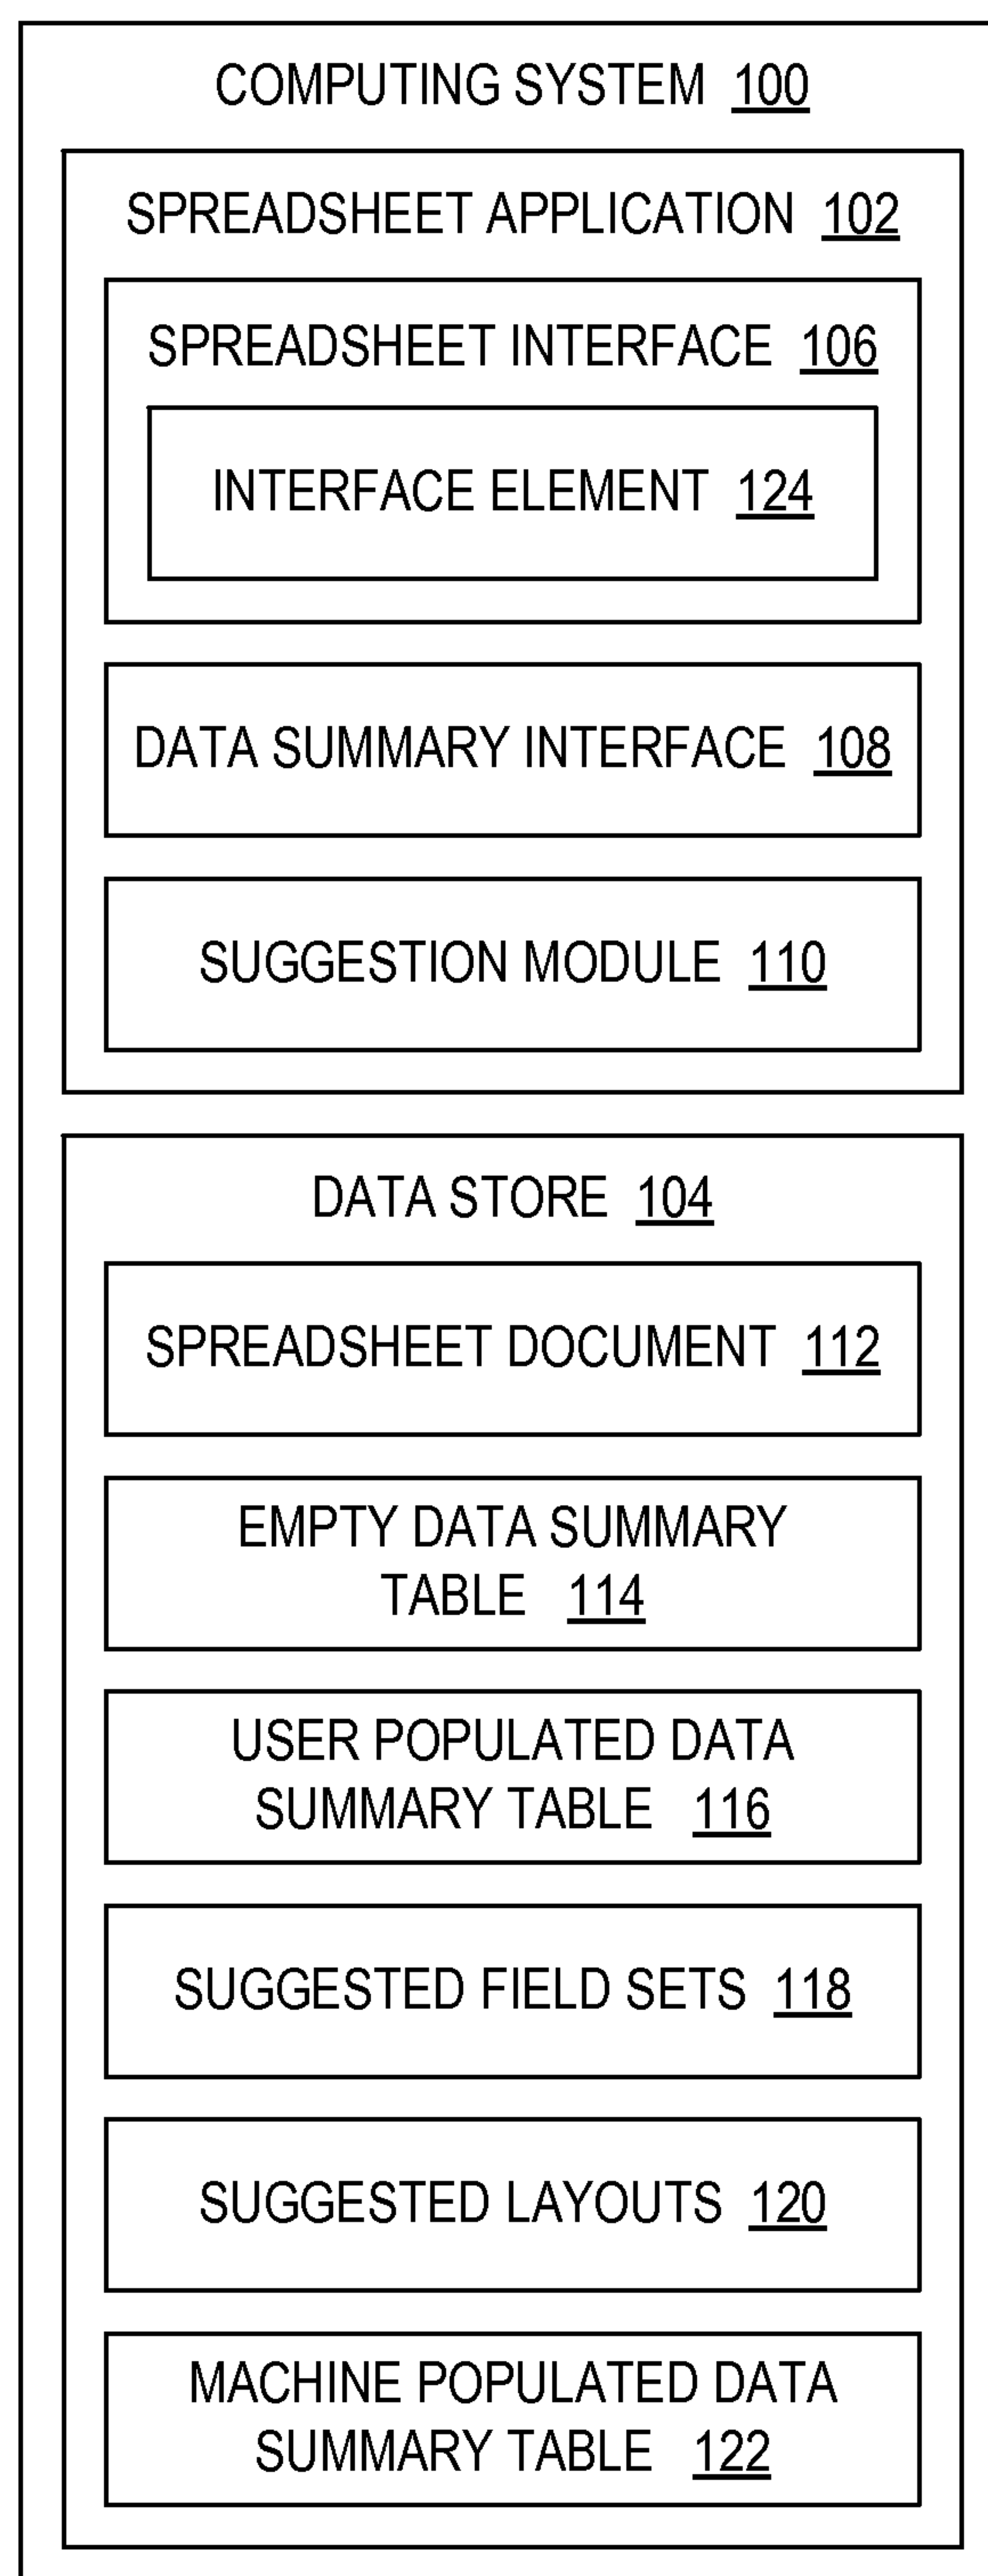 COMPUTING SYSTEM 100
SPREADSHEET APPLICATION 102
SPREADSHEET INTERFACE 106
INTERFACE ELEMENT 124
DATA SUMMARY INTERFACE 108
SUGGESTION MODULE 110
DATA STORE 104
SPREADSHEET DOCUMENT 112
EMPTY DATA SUMMARY
TABLE 114
USER POPULATED DATA
SUMMARY TABLE 116
SUGGESTED FIELD SETS 118
SUGGESTED LAYOUTS 120
MACHINE POPULATED DATA
SUMMARY TABLE 122